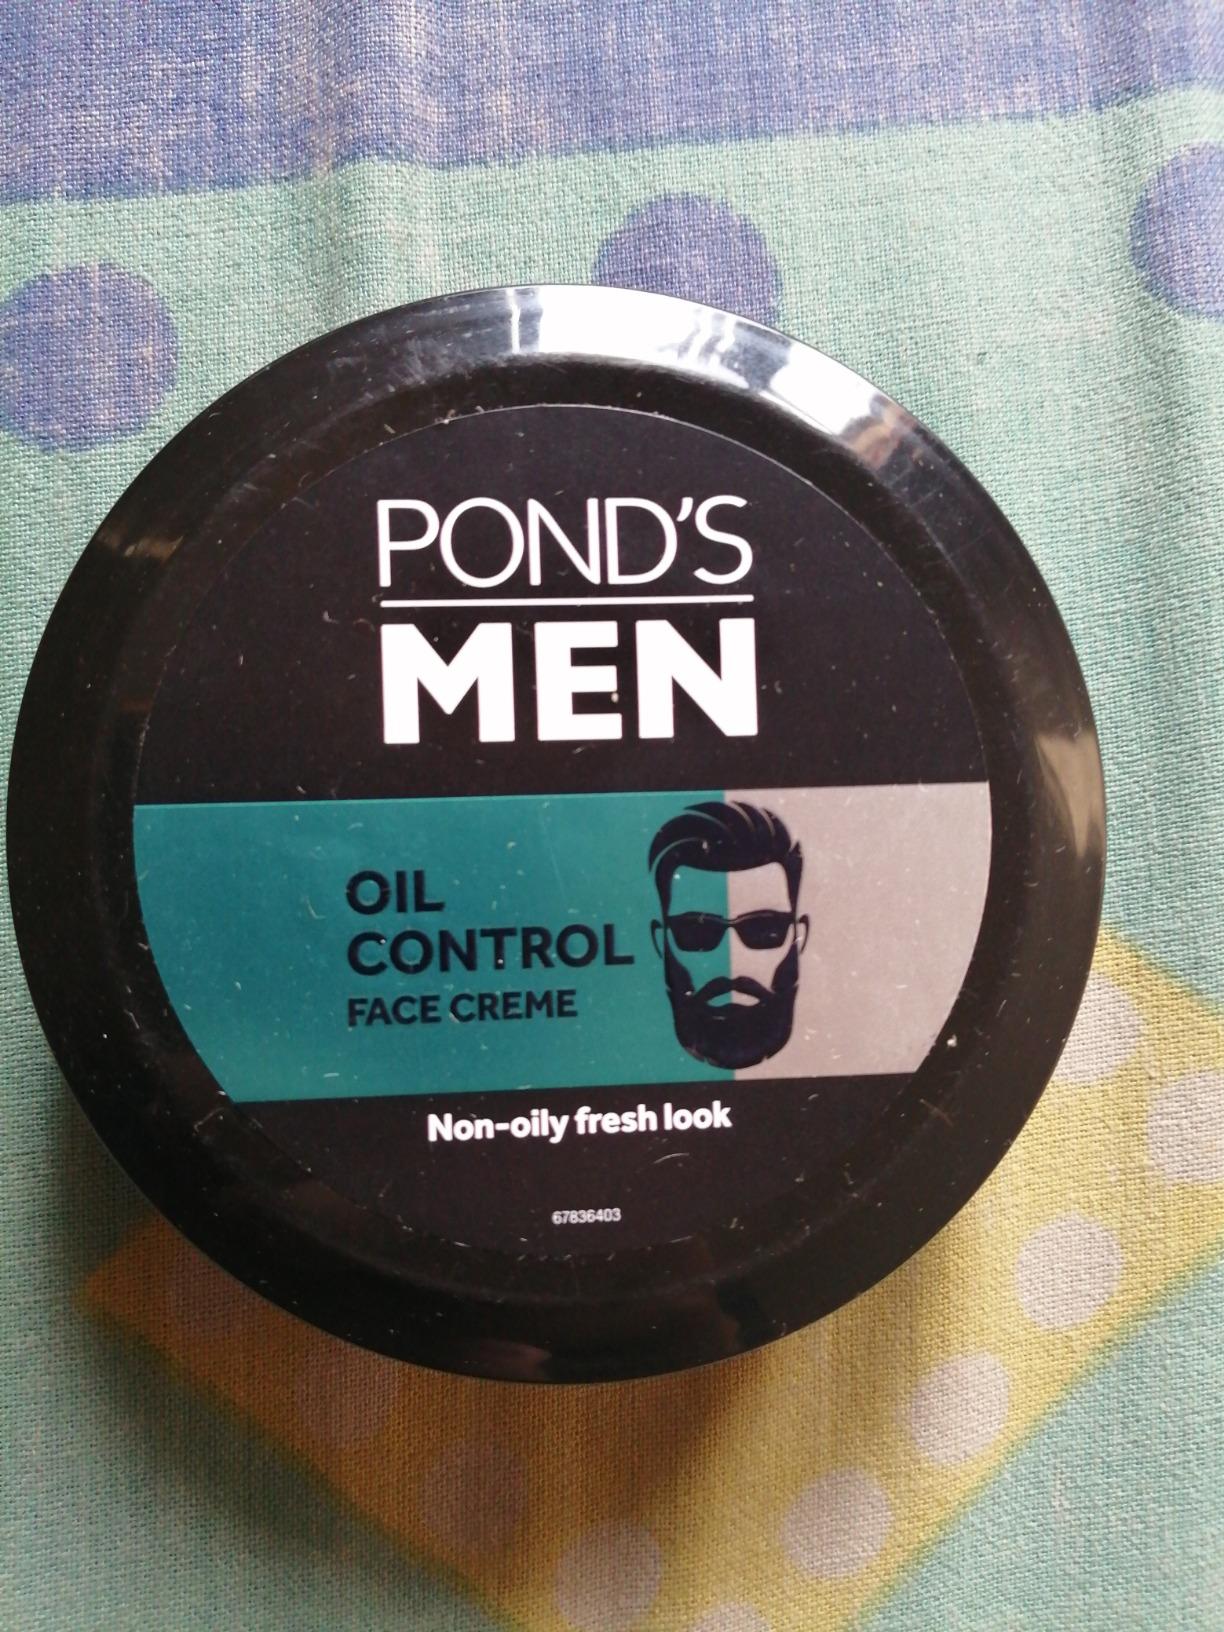 POND'S
MEN
OIL
CONTROL
FACE CREME
Non-oily fresh look
67836403